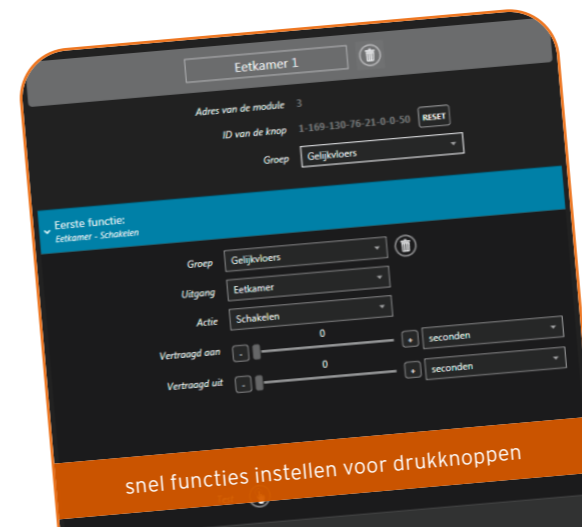 Eetkamer 1
Adres van de module 3
ID van de knop 1-169-130-76-21-0-0-50 RESET
Groep Gelijkvloers
Eerste functie:
Eetkamer - Schakelen
Groep Gelijkvloers
Uitgang Eetkamer
Actie Schakelen
Vertraagd aan - 0 + seconden
Vertraagd uit - 0 + seconden
snel functies instellen voor drukknoppen